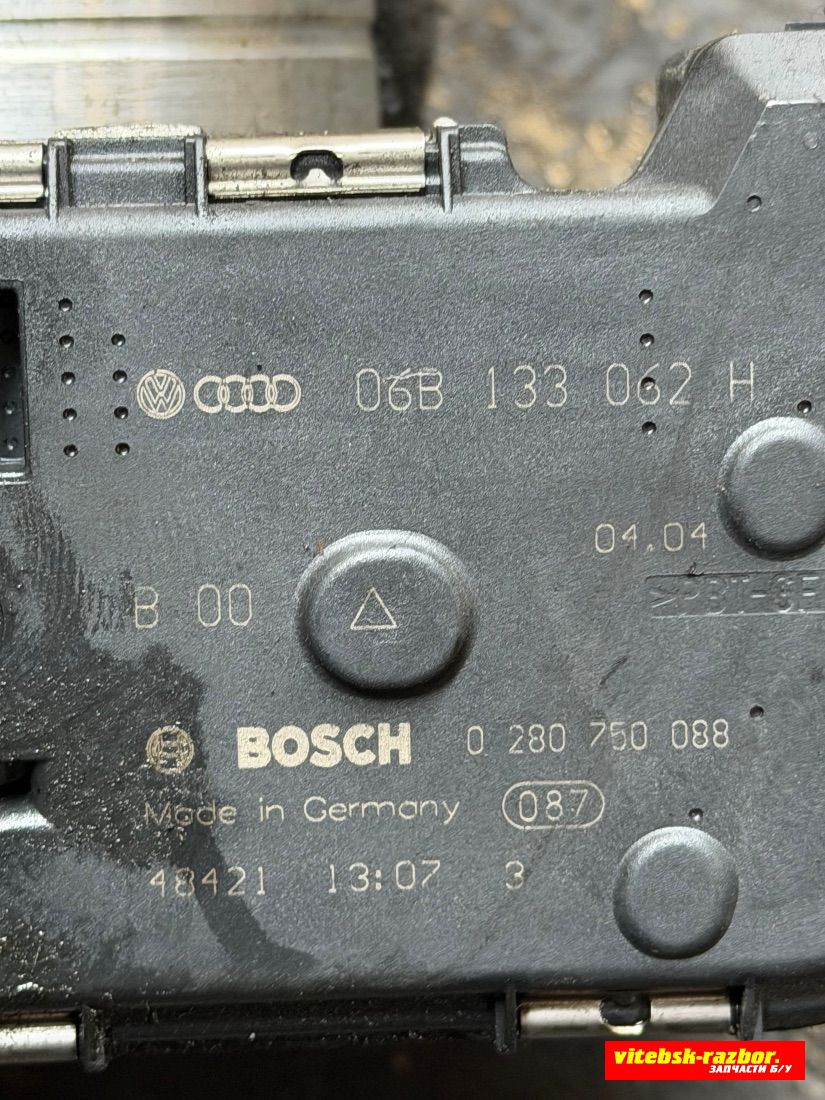 06B 133 062 H
04.04
B 00
BOSCH 0 280 750 088
Made in Germany 087
48421 13:07 3
vitebsk-razbor.
ЗАПЧАСТИ Б/У